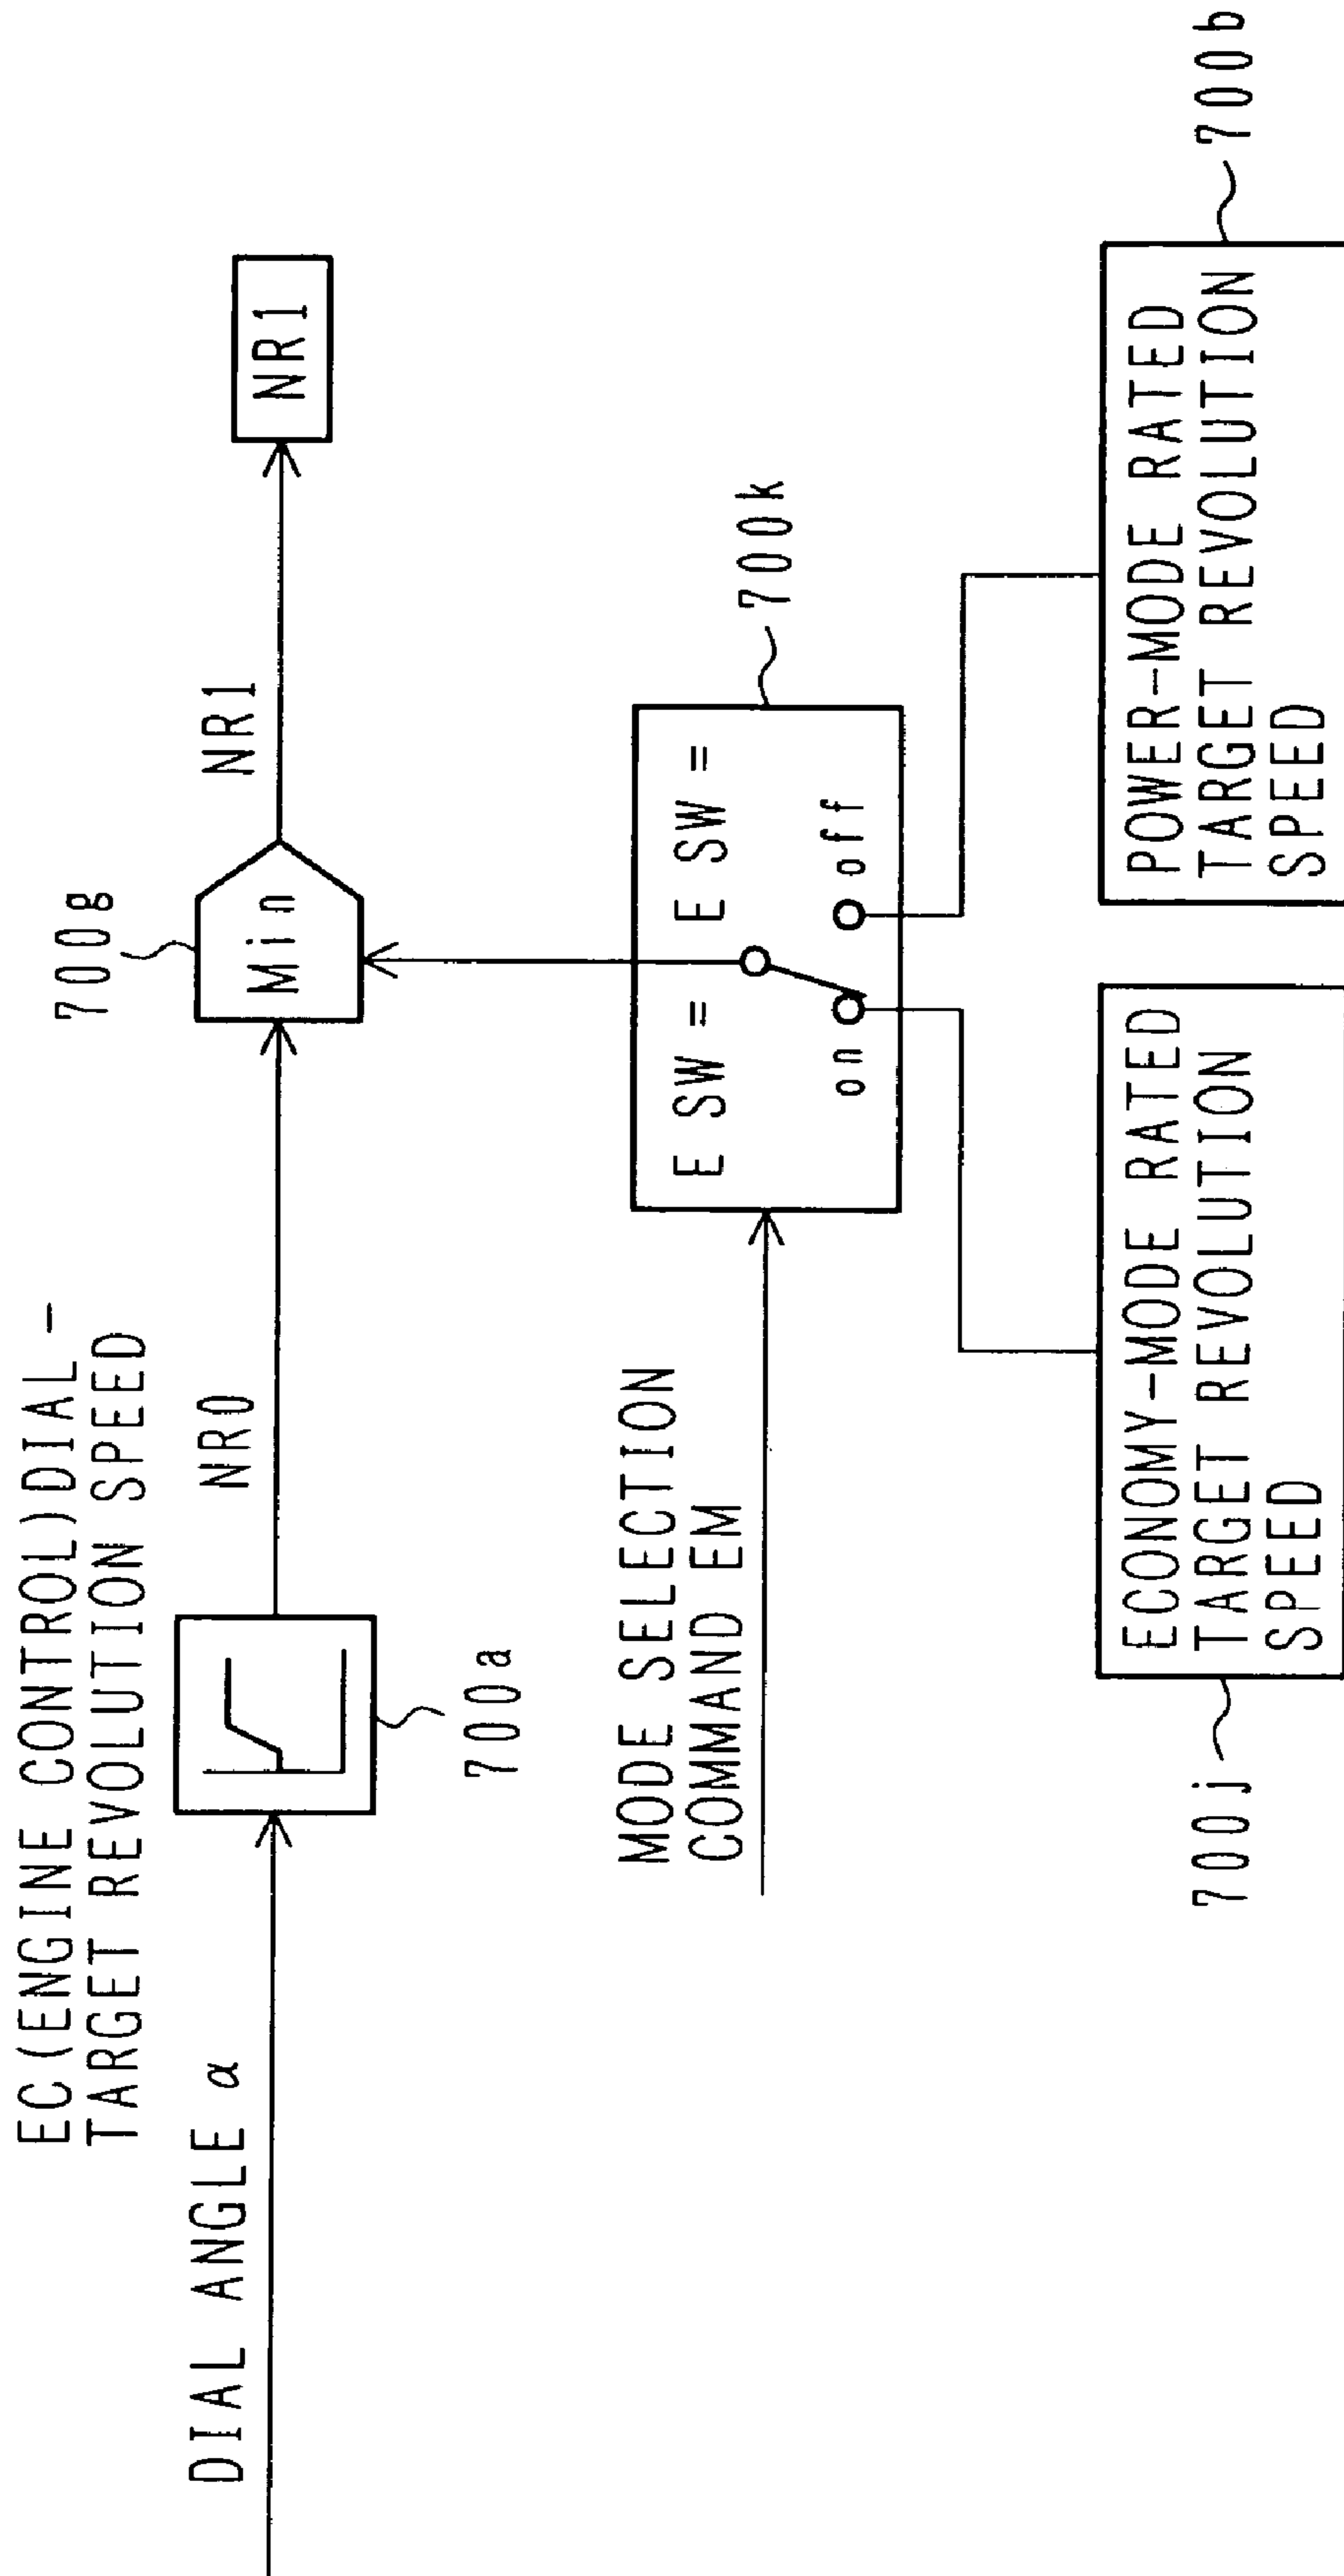 EC(ENGINE CONTROL)DIAL-
TARGET REVOLUTION SPEED
DIAL ANGLE α
NR0
700g
Min
NR1
NR1
700a
MODE SELECTION
COMMAND EM
E SW = E SW =
on off
700k
ECONOMY-MODE RATED
TARGET REVOLUTION
SPEED
700j
POWER-MODE RATED
TARGET REVOLUTION
SPEED
700b